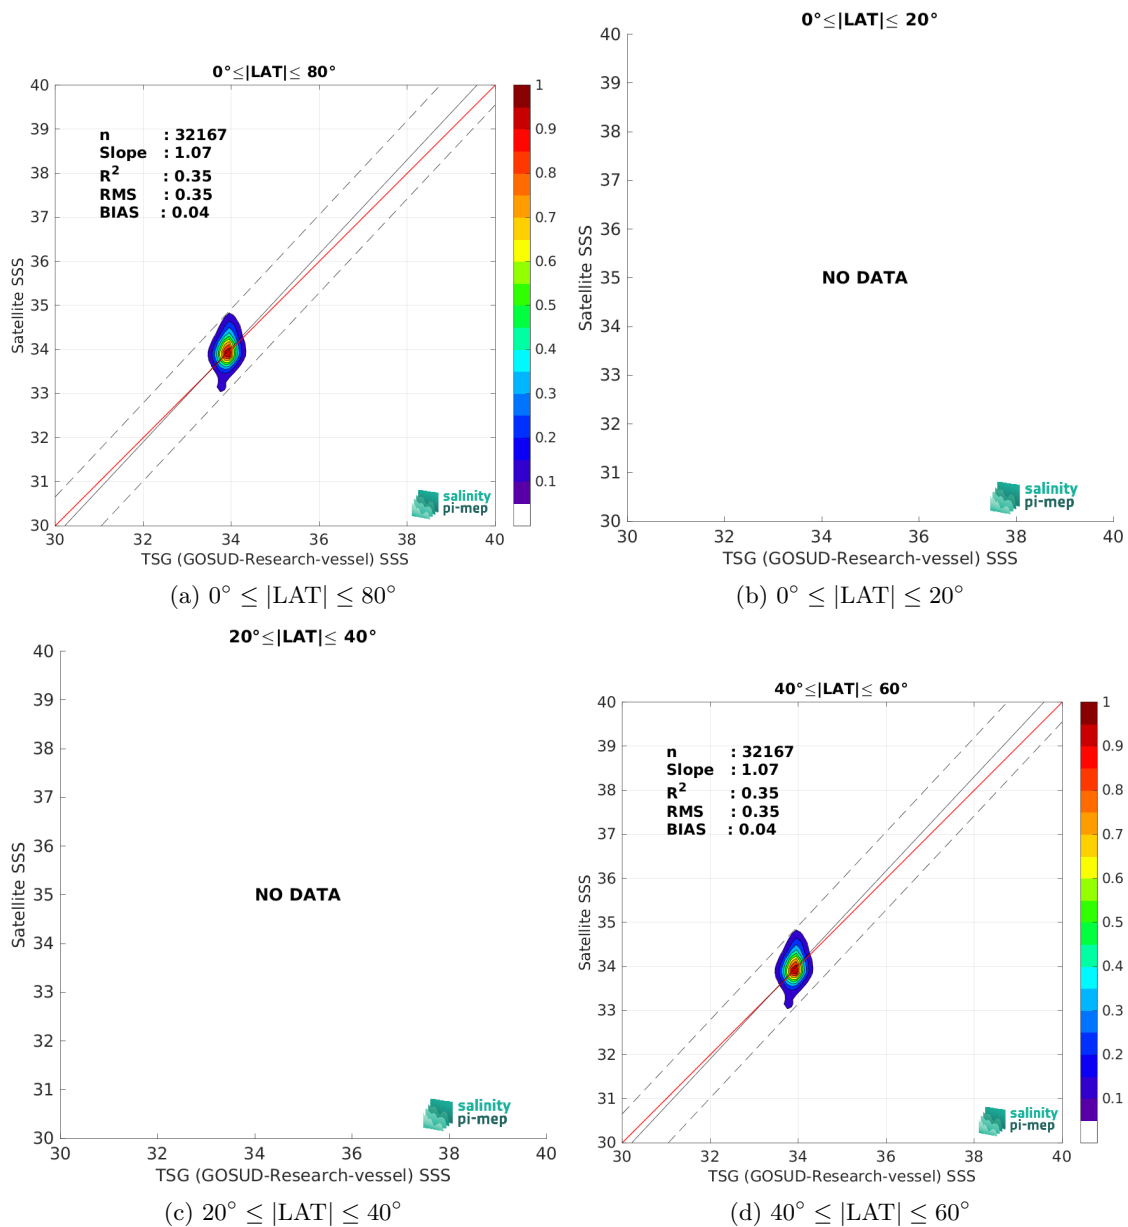 0°≤|LAT|≤ 80°
40
39
38
37
36
35
34
33
32
31
30
Satellite SSS
n : 32167
Slope : 1.07
R² : 0.35
RMS : 0.35
BIAS : 0.04
salinity
pi-mep
30 32 34 36 38 40
TSG (GOSUD-Research-vessel) SSS
1
0.9
0.8
0.7
0.6
0.5
0.4
0.3
0.2
0.1
(a) 0° ≤ |LAT| ≤ 80°
0°≤|LAT|≤ 20°
40
39
38
37
36
35
34
33
32
31
30
Satellite SSS
NO DATA
salinity
pi-mep
30 32 34 36 38 40
TSG (GOSUD-Research-vessel) SSS
(b) 0° ≤ |LAT| ≤ 20°
20°≤|LAT|≤ 40°
40
39
38
37
36
35
34
33
32
31
30
Satellite SSS
NO DATA
salinity
pi-mep
30 32 34 36 38 40
TSG (GOSUD-Research-vessel) SSS
(c) 20° ≤ |LAT| ≤ 40°
40°≤|LAT|≤ 60°
40
39
38
37
36
35
34
33
32
31
30
Satellite SSS
n : 32167
Slope : 1.07
R² : 0.35
RMS : 0.35
BIAS : 0.04
salinity
pi-mep
30 32 34 36 38 40
TSG (GOSUD-Research-vessel) SSS
1
0.9
0.8
0.7
0.6
0.5
0.4
0.3
0.2
0.1
(d) 40° ≤ |LAT| ≤ 60°